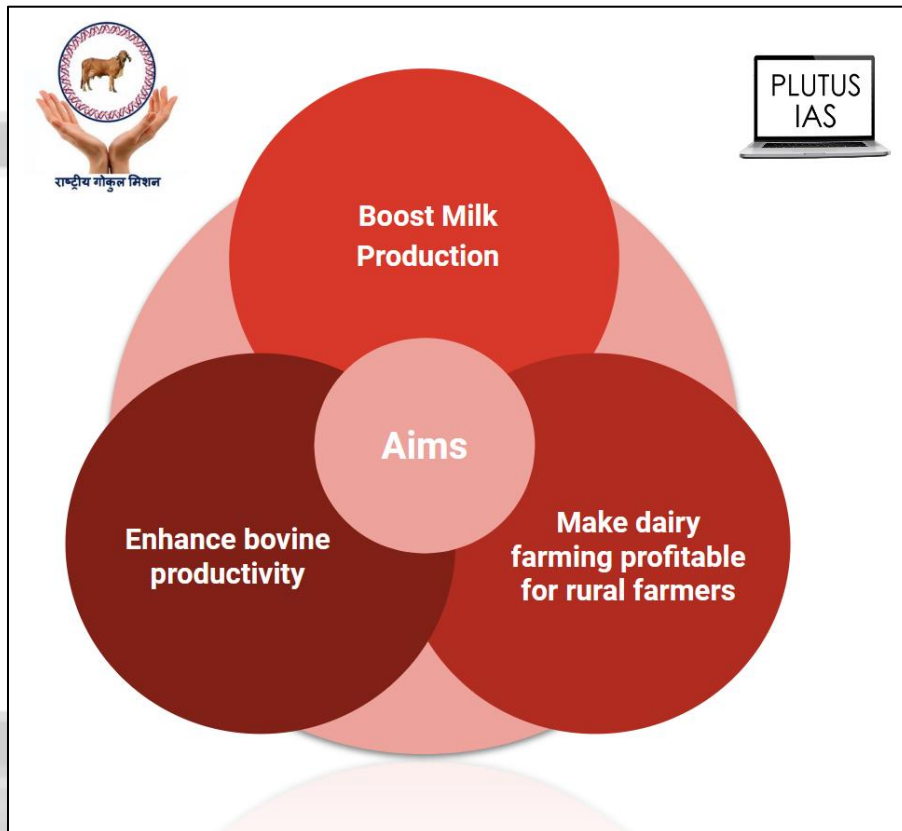 राष्ट्रीय गोकुल मिशन
PLUTUS
IAS
Boost Milk
Production
Aims
Enhance bovine
productivity
Make dairy
farming profitable
for rural farmers